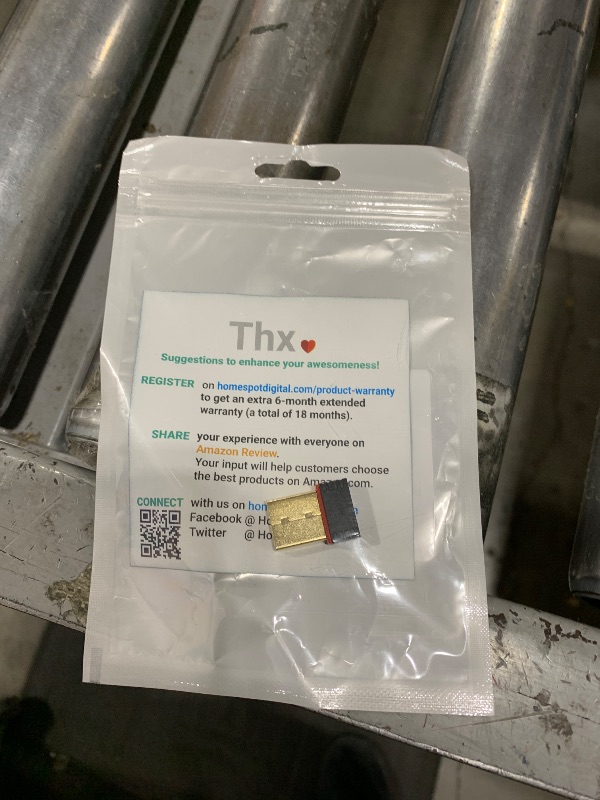 Thx
Suggestions to enhance your awesomeness!
REGISTER on homespotdigital.com/product-warranty
to get an extra 6-month extended
warranty (a total of 18 months).
SHARE your experience with everyone on
Amazon Review.
Your input will help customers choose
the best products on .com.
CONNECT with us on
Facebook @
Twitter @